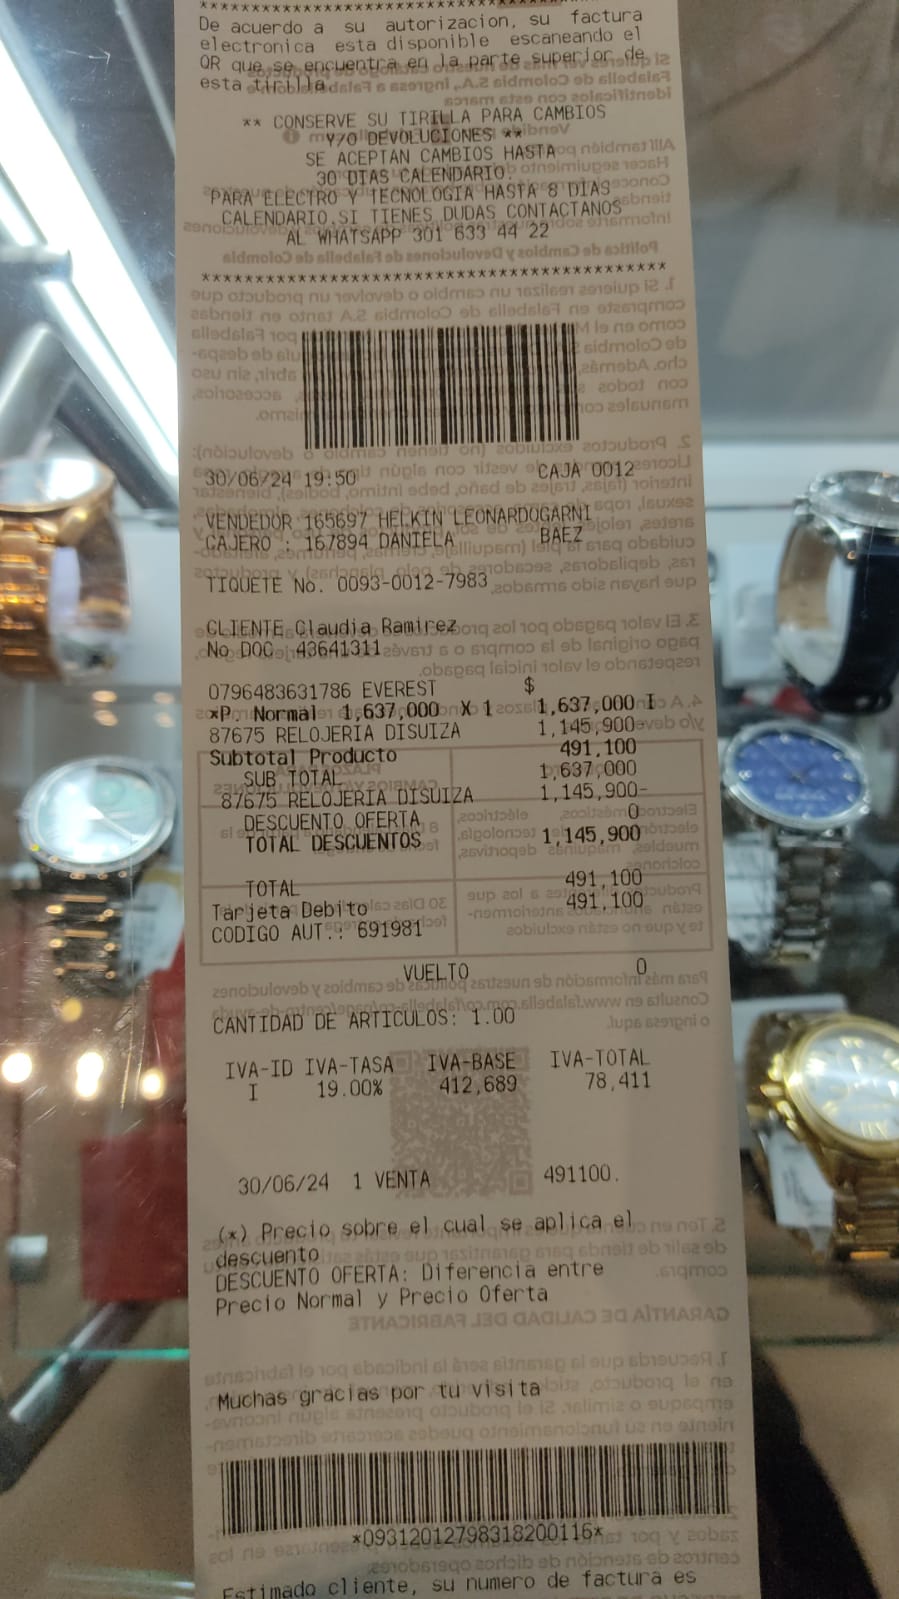 De acuerdo a su autorizacion, su factura
electronica esta disponible escaneando el
QR que se encuentra en la parte superior de
esta tirilla
** CONSERVE SU TIRILLA PARA CAMBIOS
Y/O DEVOLUCIONES **
SE ACEPTAN CAMBIOS HASTA
30 DIAS CALENDARIO.
PARA ELECTRO Y TECNOLOGIA HASTA 8 DIAS
CALENDARIO.SI TIENES DUDAS CONTACTANOS
AL WHATSAPP 301 633 44 22
******************************************
30/06/24 19:50 CAJA 0012
VENDEDOR 165697 HELKIN LEONARDOGARNI
CAJERO : 167894 DANIELA BAEZ
TIQUETE No. 0093-0012-7983
CLIENTE Claudia Ramirez
No DOC. 43641311
0796483631786 EVEREST $
*P. Normal 1,637,000 X 1 1,637,000 I
87675 RELOJERIA DISUIZA 1,145,900-
Subtotal Producto 491,100
SUB TOTAL 1,637,000
87675 RELOJERIA DISUIZA 1,145,900-
DESCUENTO OFERTA 0
TOTAL DESCUENTOS 1,145,900
TOTAL 491,100
Tarjeta Debito 491,100
CODIGO AUT.: 691981
VUELTO 0
CANTIDAD DE ARTICULOS: 1.00
IVA-ID IVA-TASA IVA-BASE IVA-TOTAL
I 19.00% 412,689 78,411
30/06/24 1 VENTA 491100.
(*) Precio sobre el cual se aplica el
descuento
DESCUENTO OFERTA: Diferencia entre
Precio Normal y Precio Oferta
Muchas gracias por tu visita
*09312012798318200116*
Estimado cliente, su numero de factura es